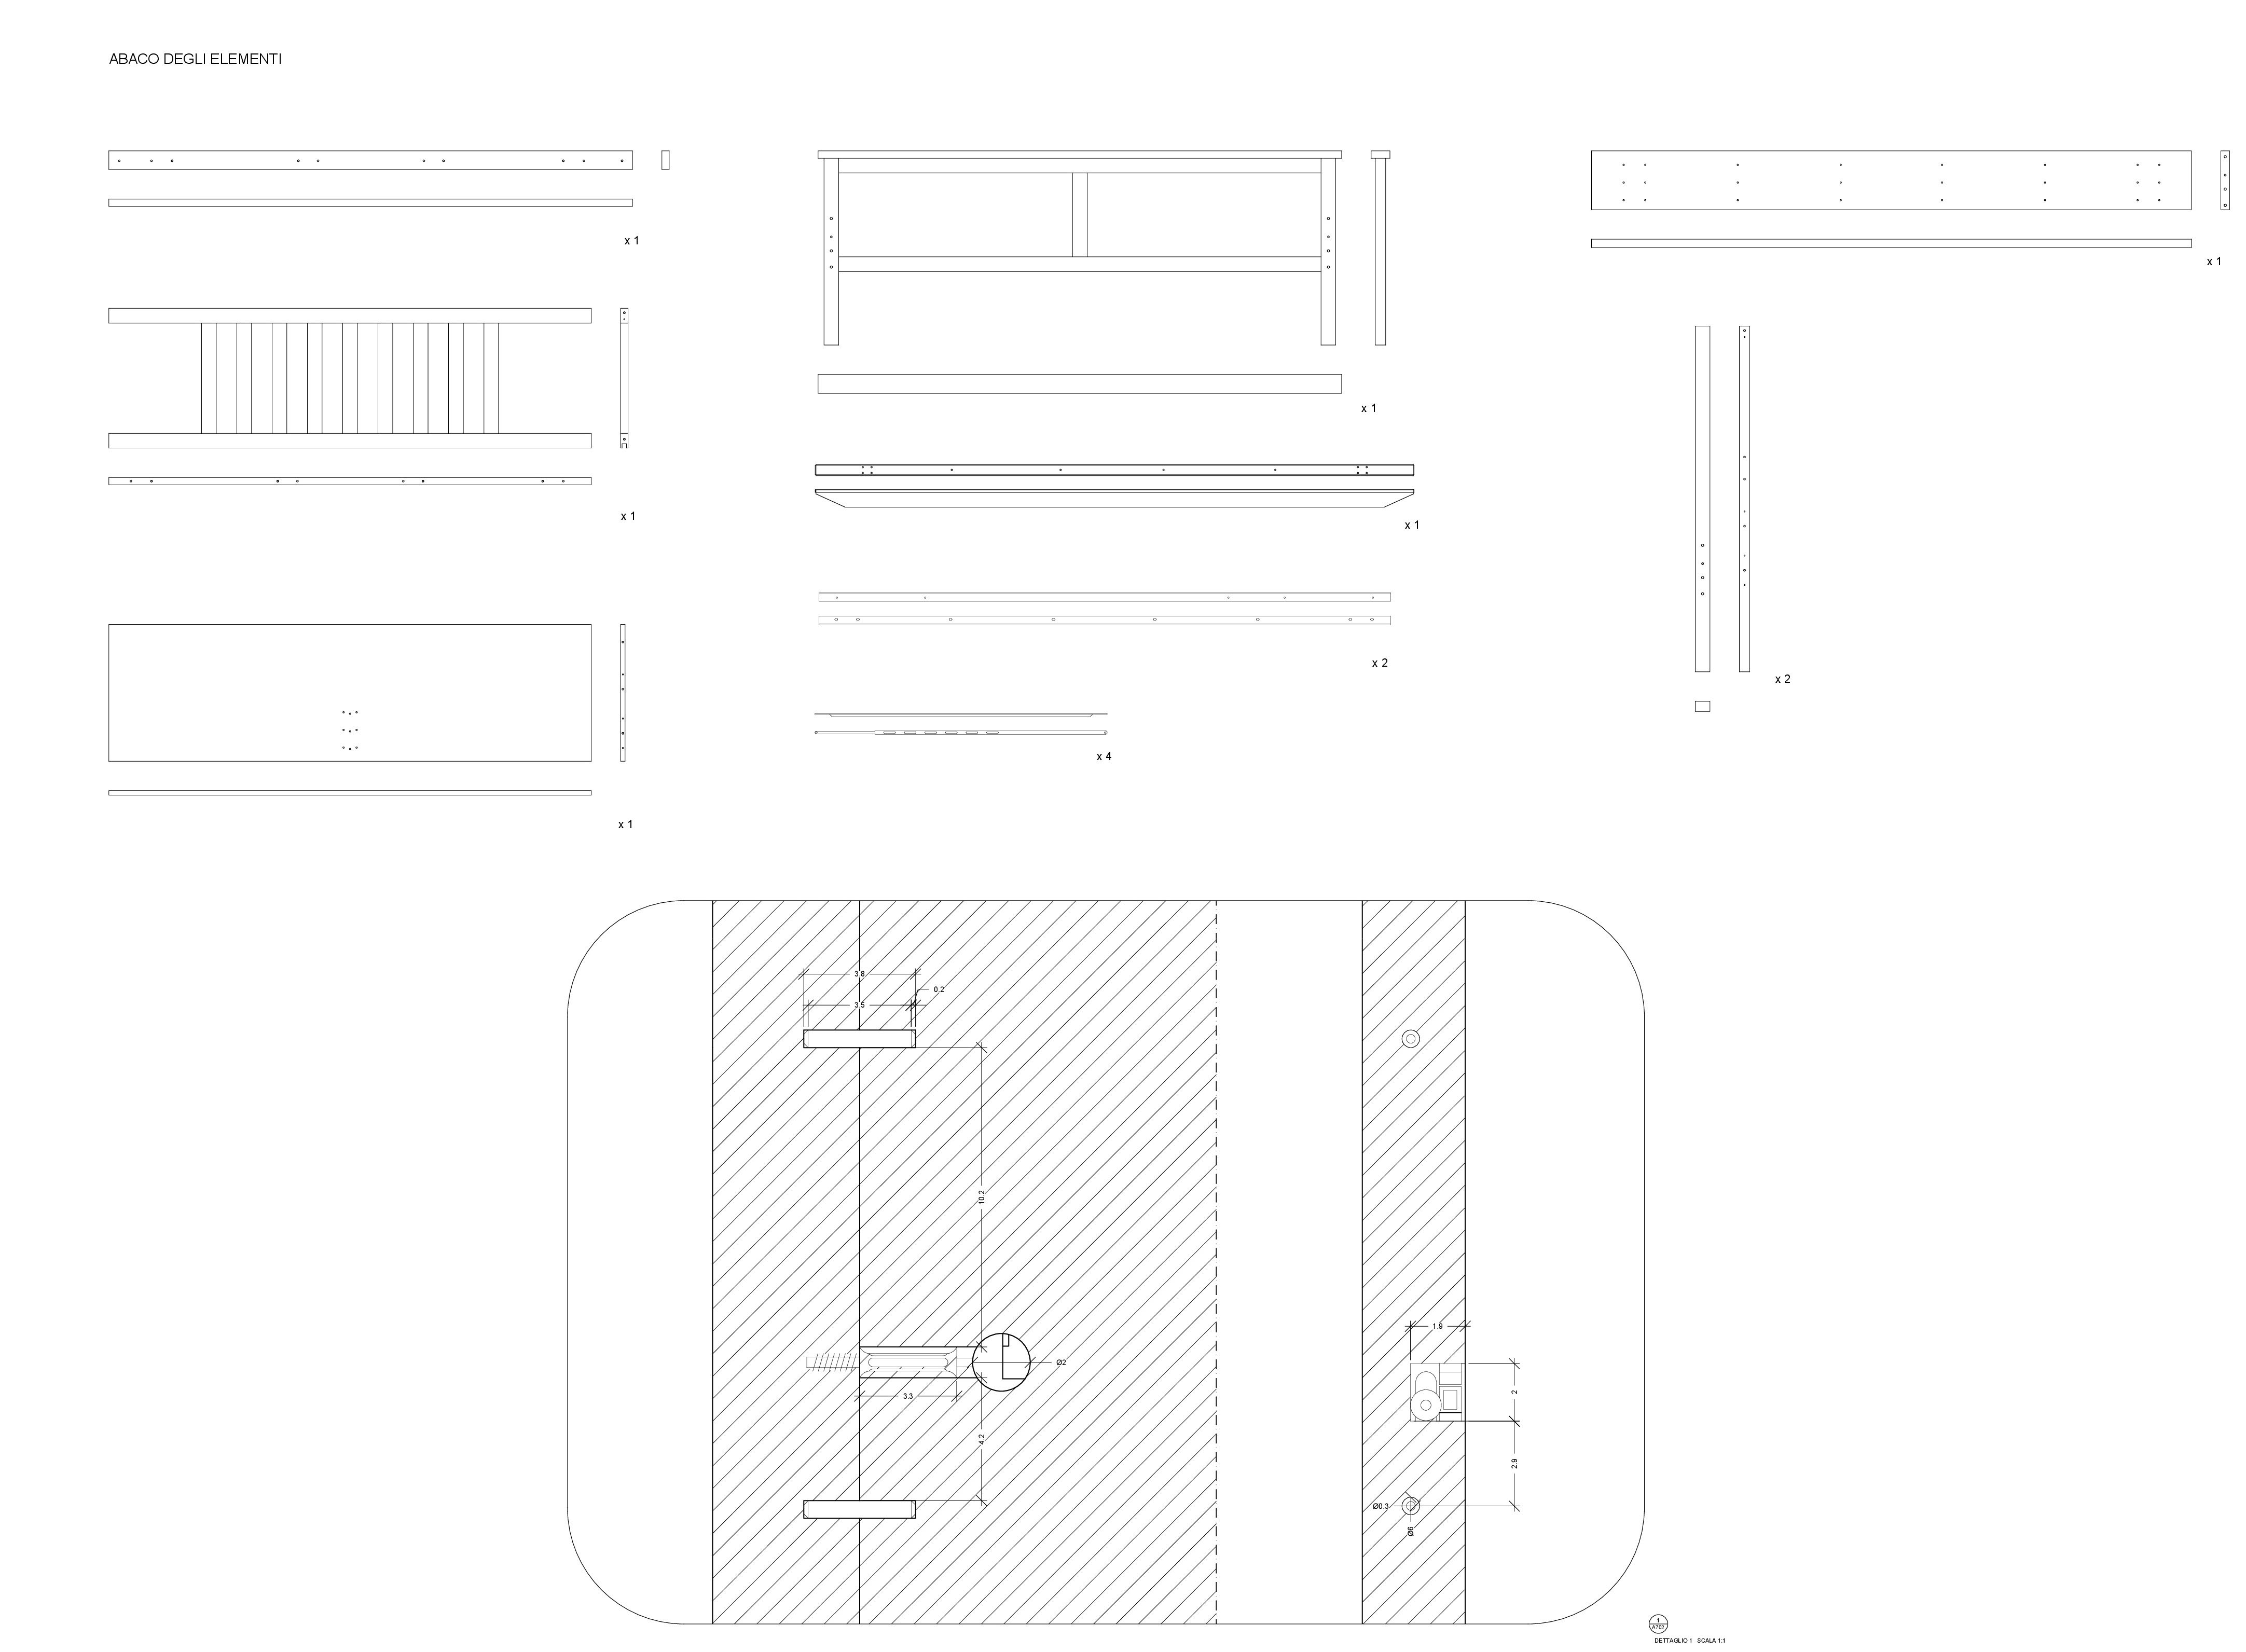 ABACO DEGLI ELEMENTI
x 1
x 1
x 1
x 1
x 1
x 2
x 2
x 4
x 1
3.8
0.2
3.5
10.2
1.9
Ø2
2
3.3
4.2
2.9
Ø0.3
Ø6
1
A702
DETTAGLIO 1 SCALA 1:1